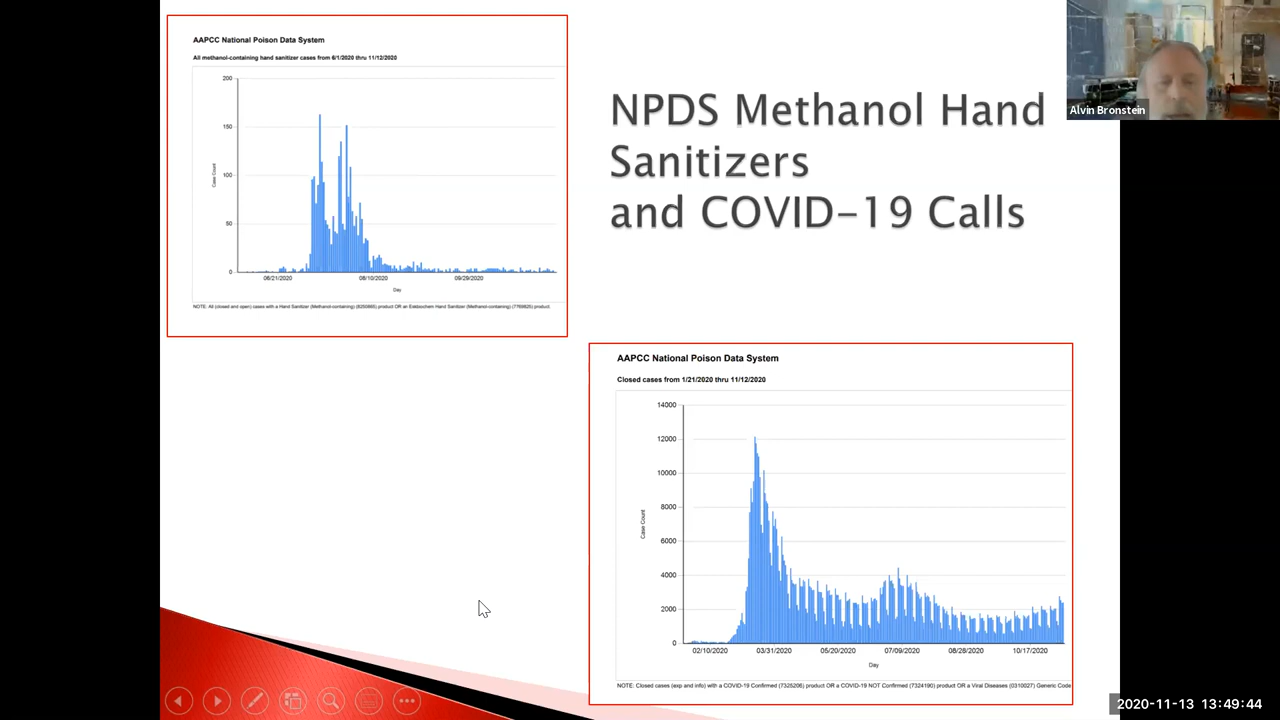 AAPCC National Poison Data System
All methanol-containing hand sanitizer cases from 6/1/2020 thru 11/12/2020
200
150
100
50
0
Case Count
06/21/2020
08/10/2020
09/29/2020
Day
NOTE: All (closed and open) cases with a Hand Sanitizer (Methanol-containing) product OR an Eskbiochem Hand Sanitizer (Methanol-containing) product.
NPDS Methanol Hand
Sanitizers
and COVID-19 Calls
Alvin Bronstein
AAPCC National Poison Data System
Closed cases from 1/21/2020 thru 11/12/2020
14000
12000
10000
8000
6000
4000
2000
0
Case Count
02/10/2020
03/31/2020
05/20/2020
07/09/2020
08/28/2020
10/17/2020
Day
NOTE: Closed cases (exp and info) with a COVID-19 Confirmed (7325206) product OR a COVID-19 NOT Confirmed (7324190) product OR a Viral Diseases (0310027) Generic Code
2020-11-13 13:49:44